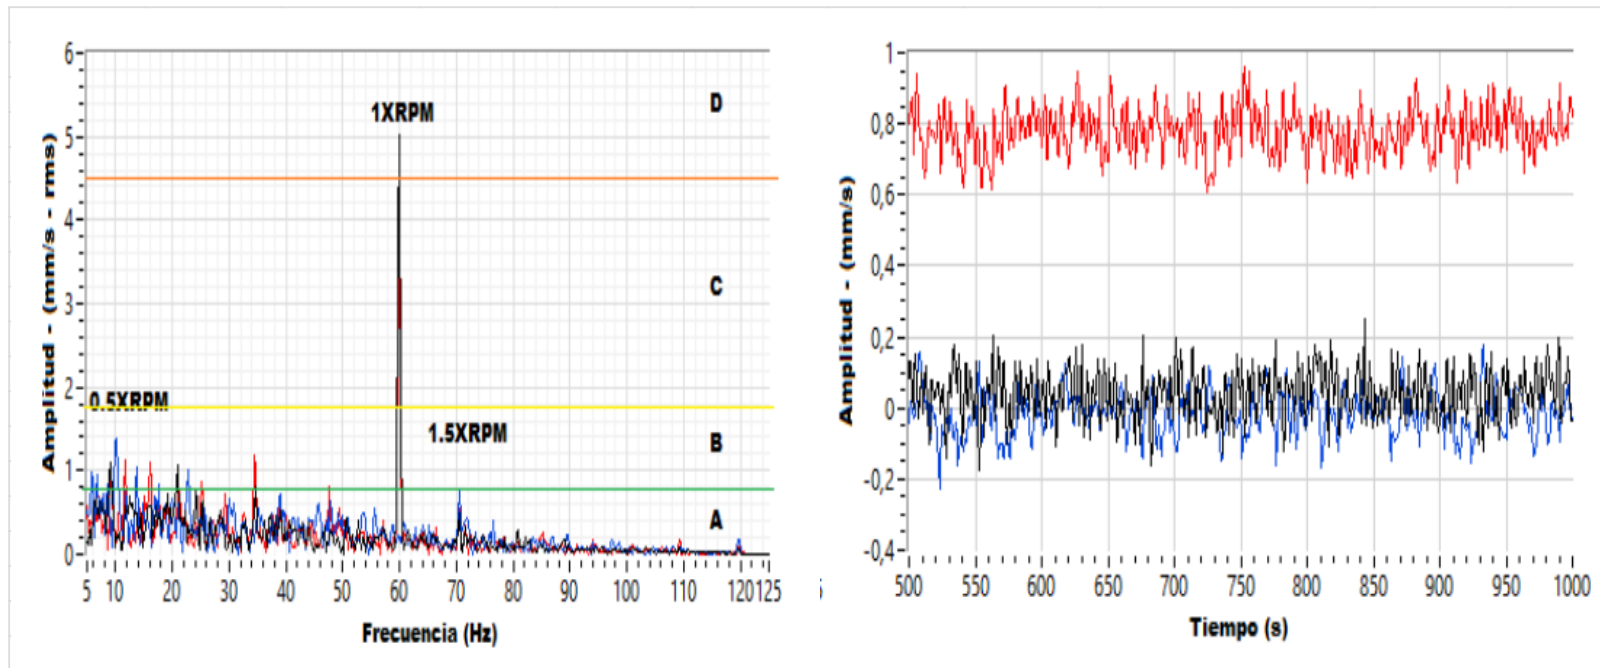 6
5
4
3
2
1
0
Amplitud - (mm/s - rms)
1XRPM
0.5XRPM
1.5XRPM
D
C
B
A
5 10 20 30 40 50 60 70 80 90 100 110 120 125
Frecuencia (Hz)
1
0,8
0,6
0,4
0,2
0
-0,2
-0,4
Amplitud - (mm/s)
500 550 600 650 700 750 800 850 900 950 1000
Tiempo (s)